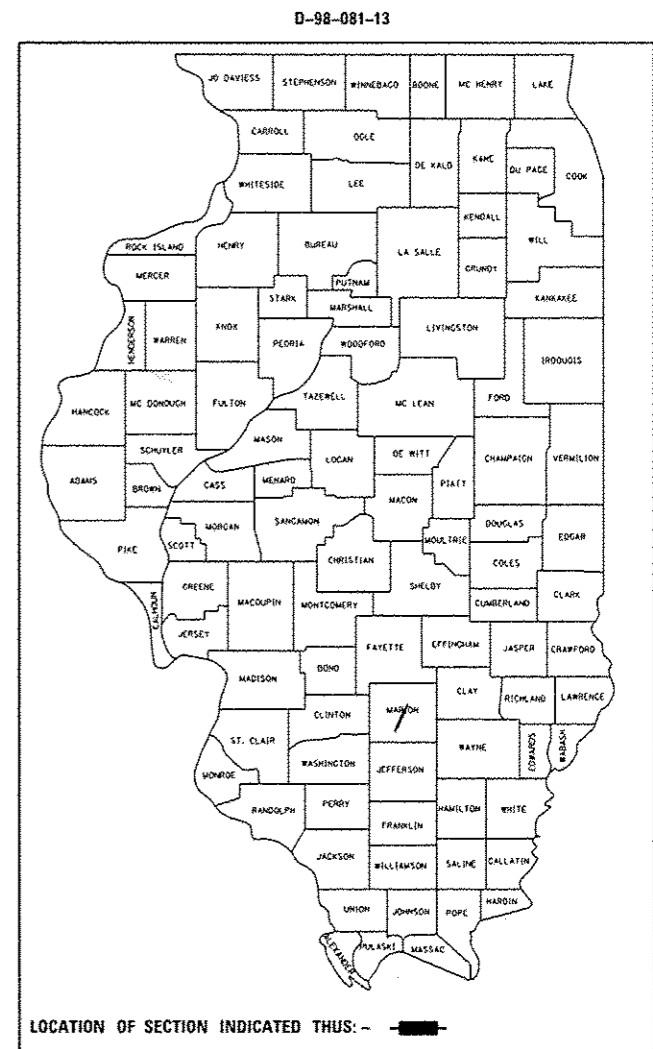 D-98-081-13
JO DAVIESS STEPHENSON WINNEBAGO BOONE MC HENRY LAKE
CARROLL OGLE DE KALB KANE DU PAGE COOK
WHITESIDE LEE
KENDALL WILL
ROCK ISLAND HENRY BUREAU LA SALLE GRUNDY
MERCER PUTNAM KANKAKEE
STARK MARSHALL
HENDERSON WARREN KNOX PEORIA WOODFORD LIVINGSTON IROQUOIS
HANCOCK MC DONOUGH FULTON TAZEWELL MC LEAN FORD
MASON
SCHUYLER LOGAN DE WITT CHAMPAIGN VERMILION
ADAMS BROWN CASS MENARD MACON PIATT
MORGAN SANGAMON DOUGLAS
PIKE SCOTT CHRISTIAN MOULTRIE COLES EDGAR
CALHOUN GREENE MACOUPIN MONTGOMERY SHELBY CUMBERLAND CLARK
JERSEY
FAYETTE EFFINGHAM JASPER CRAWFORD
MADISON BOND CLAY
RICHLAND LAWRENCE
CLINTON MARION
ST. CLAIR WAYNE EDWARDS WABASH
WASHINGTON JEFFERSON
MONROE
RANDOLPH PERRY HAMILTON WHITE
FRANKLIN
JACKSON WILLIAMSON SALINE GALLATIN
HARDIN
UNION JOHNSON POPE
ALEXANDER PULASKI MASSAC
LOCATION OF SECTION INDICATED THUS: -